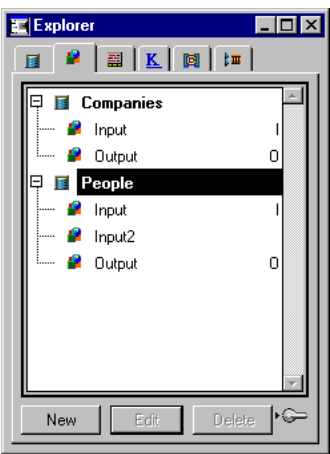 Explorer
K
Companies
Input I
Output O
People
Input I
Input2
Output O
New Edit Delete